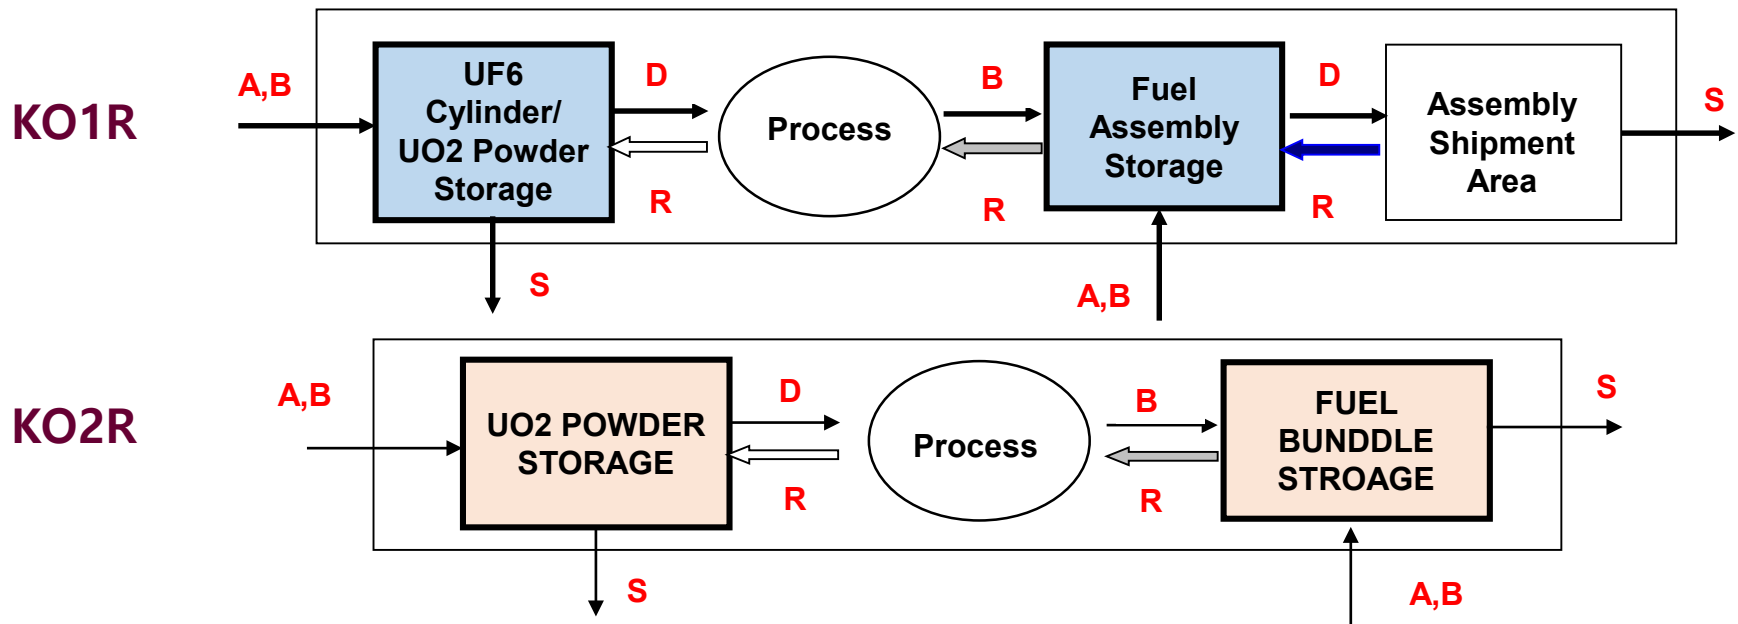 KO1R
A,B
UF6
Cylinder/
UO2 Powder
Storage
D
R
S
Process
B
R
Fuel
Assembly
Storage
A,B
D
R
Assembly
Shipment
Area
S
KO2R
A,B
UO2 POWDER
STORAGE
D
R
S
Process
B
R
FUEL
BUNDDLE
STROAGE
A,B
S